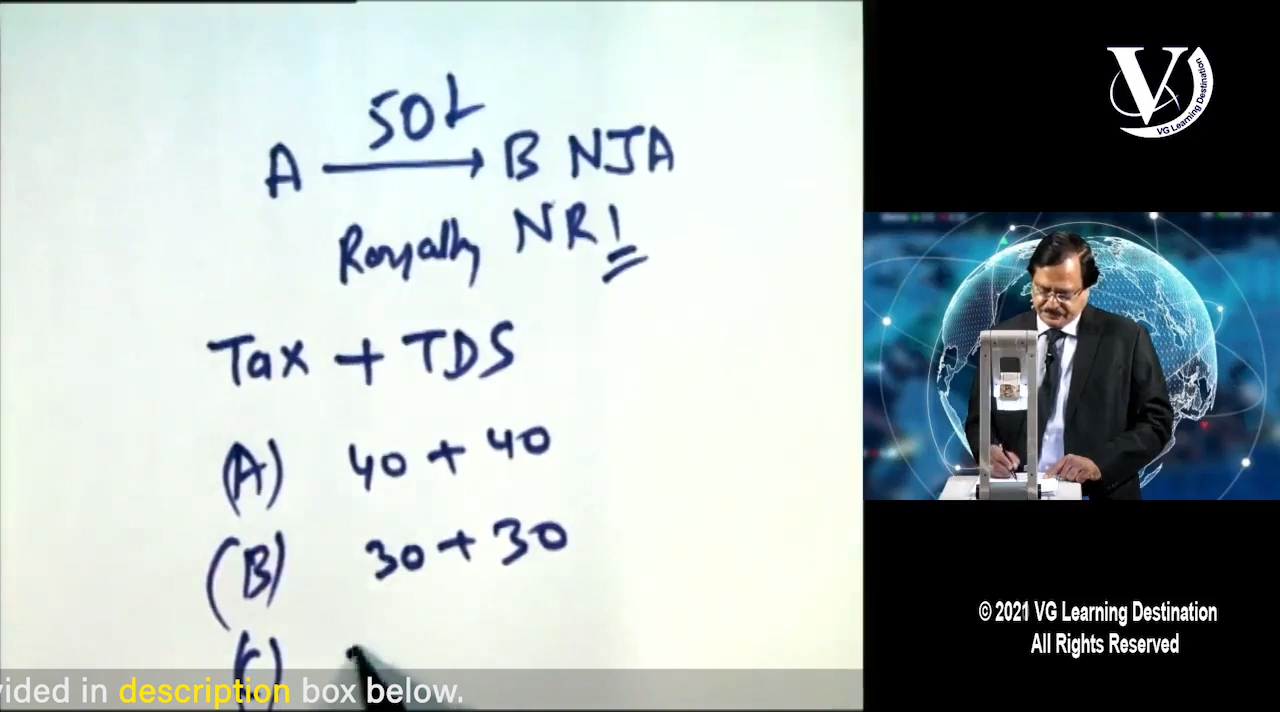 50L
A → B NJA
Royalty NRI
Tax + TDS
(A) 40 + 40
(B) 30 + 30
(C)
vided in description box below.
V
VG Learning Destination
© 2021 VG Learning Destination
All Rights Reserved